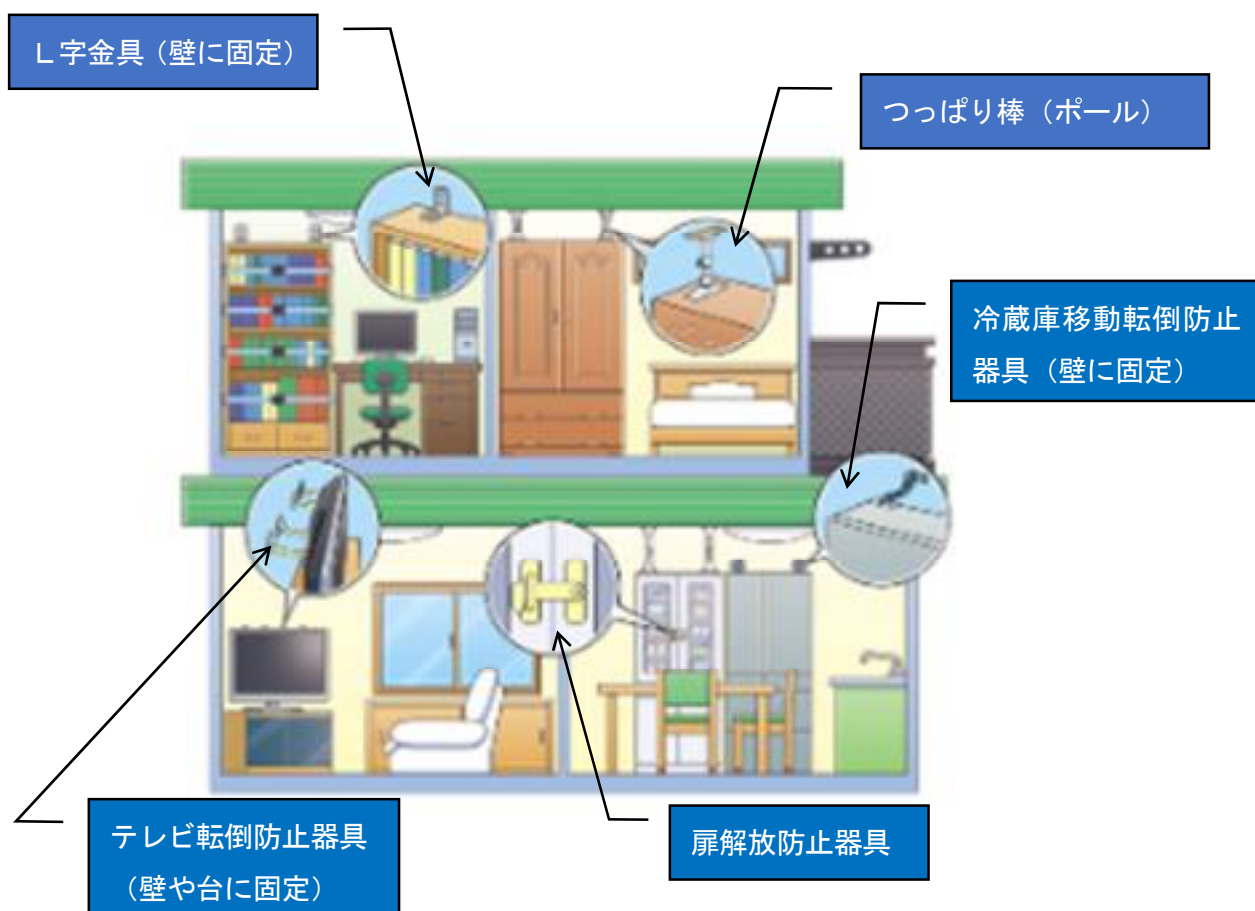 L字金具（壁に固定）
つっぱり棒（ポール）
冷蔵庫移動転倒防止
器具（壁に固定）
テレビ転倒防止器具
（壁や台に固定）
扉解放防止器具